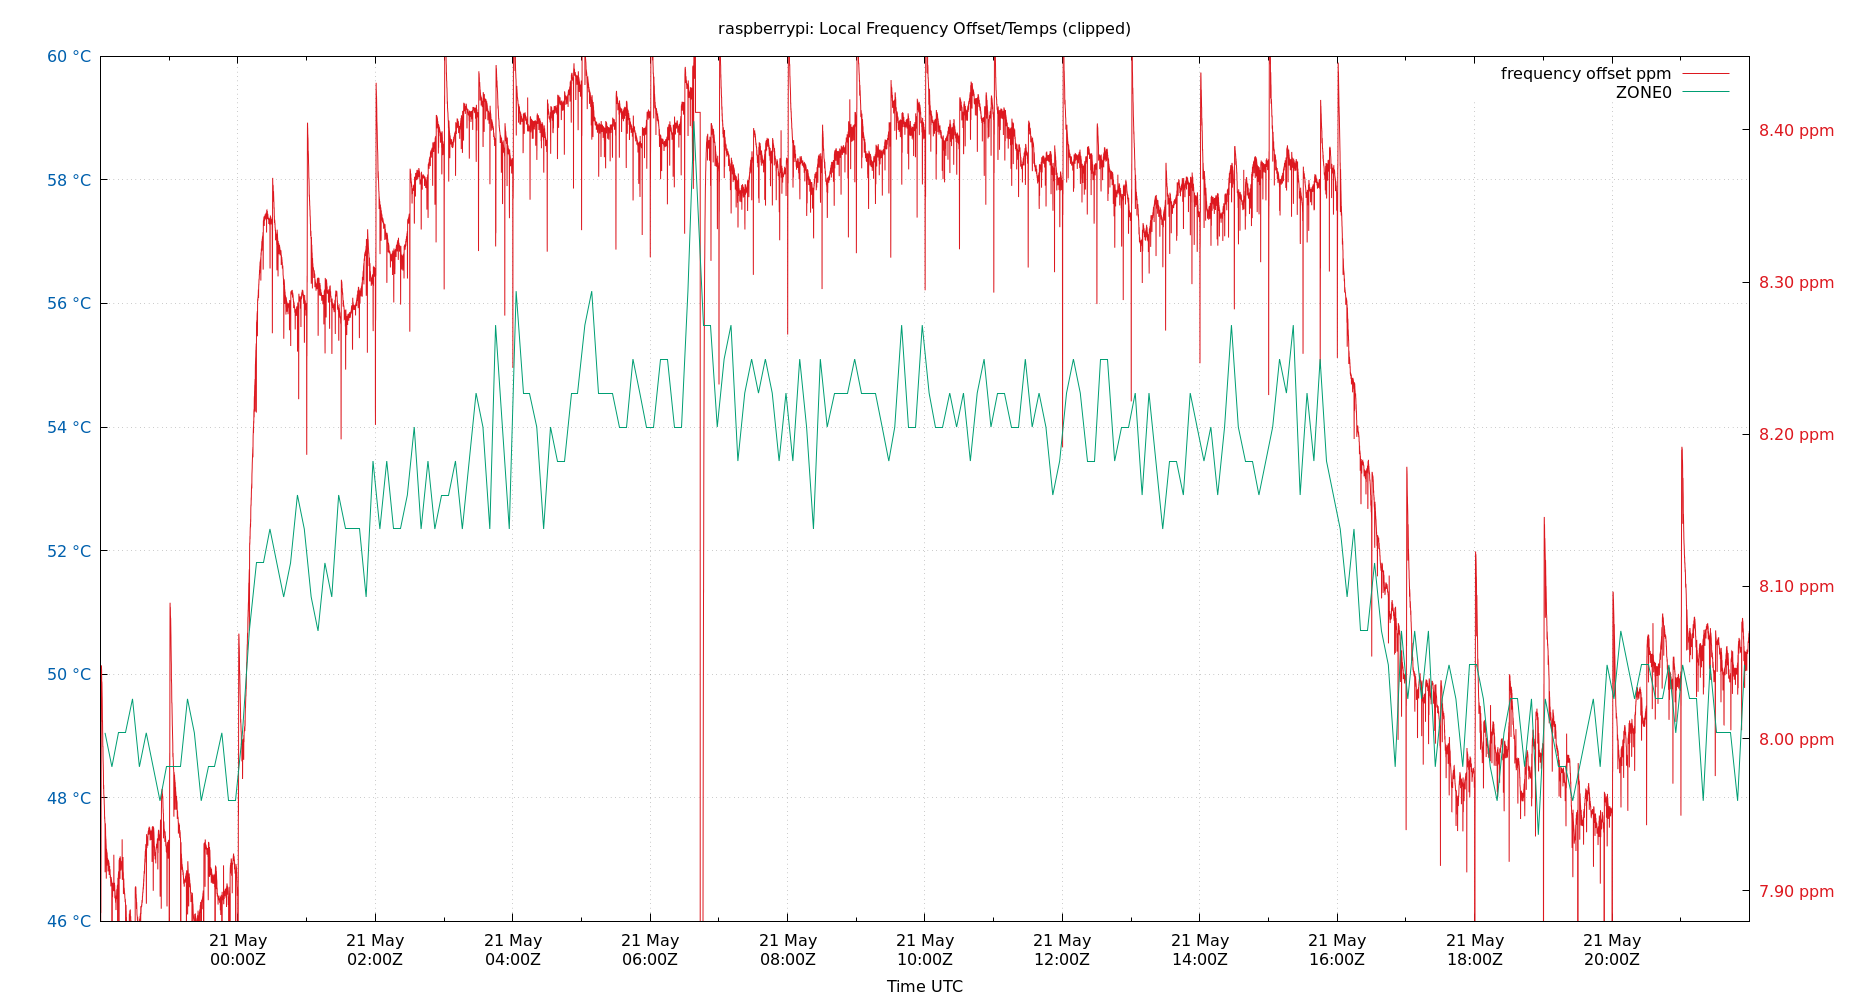 raspberrypi: Local Frequency Offset/Temps (clipped)
frequency offset ppm
ZONE0
60 °C
58 °C
56 °C
54 °C
52 °C
50 °C
48 °C
46 °C
8.40 ppm
8.30 ppm
8.20 ppm
8.10 ppm
8.00 ppm
7.90 ppm
21 May 21 May 21 May 21 May 21 May 21 May 21 May 21 May 21 May 21 May 21 May
00:00Z 02:00Z 04:00Z 06:00Z 08:00Z 10:00Z 12:00Z 14:00Z 16:00Z 18:00Z 20:00Z
Time UTC